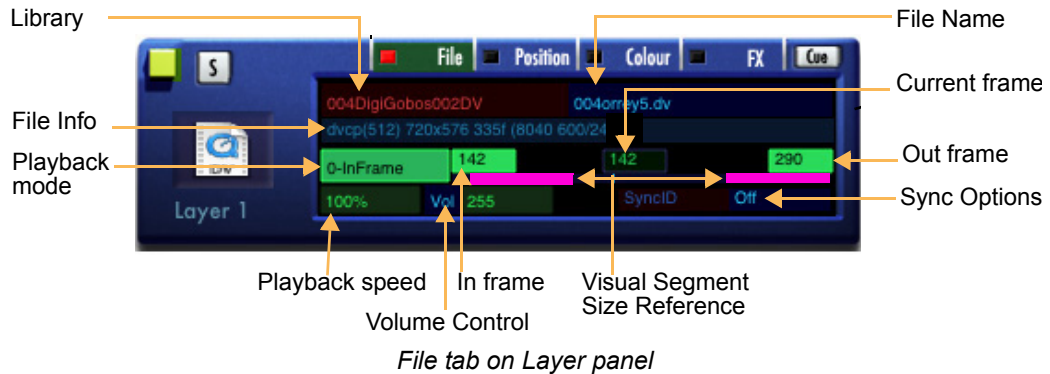 Library
File Name
S
File
Position
Colour
FX
Cue
Current frame
004DigiGobos002DV
004orrey5.dv
File Info
dvcp(512) 720x576 335f (8040 600/24
Playback
mode
0-InFrame
142
142
290
Out frame
Layer 1
100%
Vol
255
SyncID
Off
Sync Options
Playback speed
In frame
Visual Segment
Size Reference
Volume Control
File tab on Layer panel